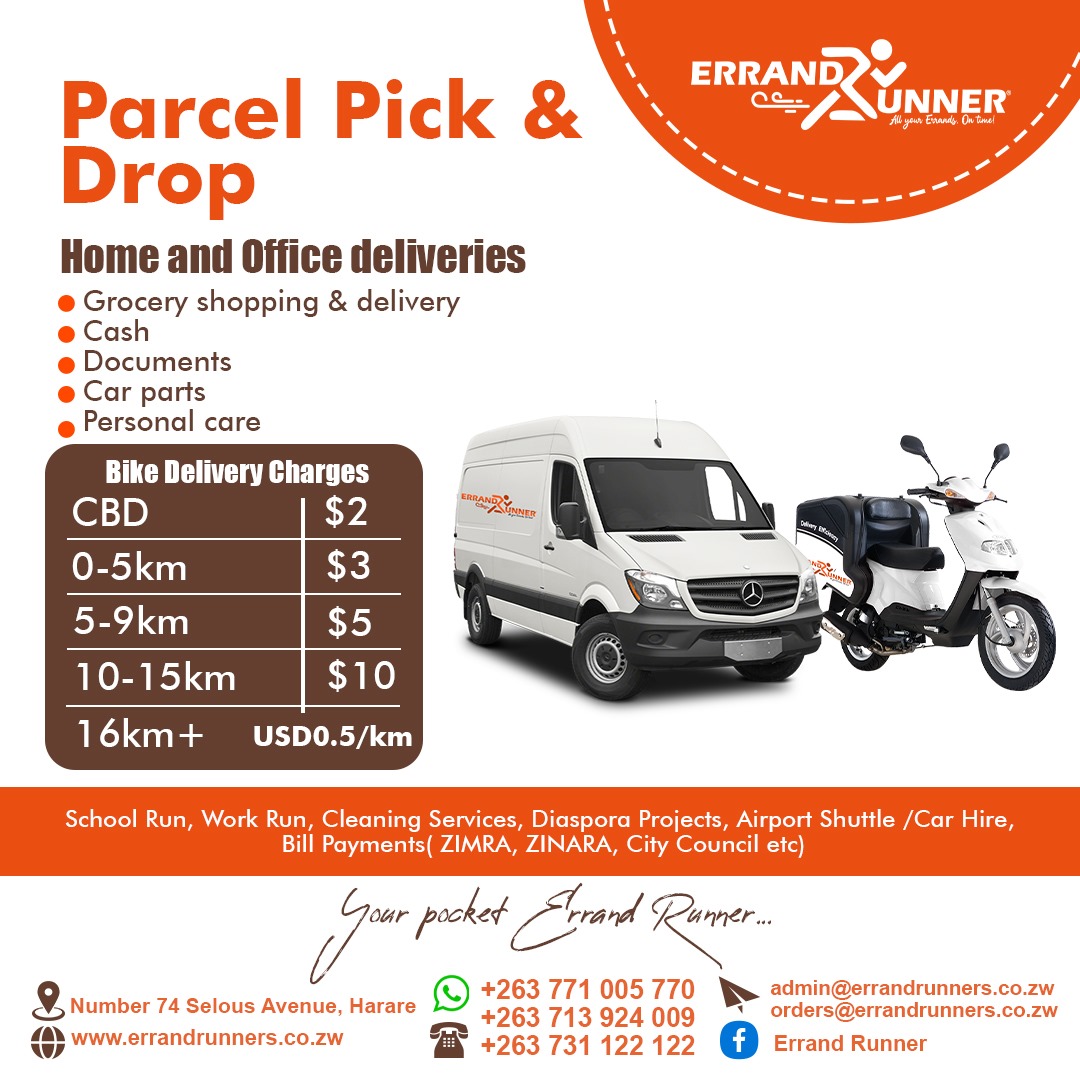 ERRAND RUNNER®
All your Errands. On time!
Parcel Pick &
Drop
Home and Office deliveries
Grocery shopping & delivery
Cash
Documents
Car parts
Personal care
Bike Delivery Charges
CBD $2
0-5km $3
5-9km $5
10-15km $10
16km+ USD0.5/km
ERRAND RUNNER
Delivery Efficiency
RUNNER
School Run, Work Run, Cleaning Services, Diaspora Projects, Airport Shuttle /Car Hire,
Bill Payments( ZIMRA, ZINARA, City Council etc)
Your pocket Errand Runner...
Number 74 Selous Avenue, Harare
www.errandrunners.co.zw
+263 771 005 770
+263 713 924 009
+263 731 122 122
admin@errandrunners.co.zw
orders@errandrunners.co.zw
Errand Runner